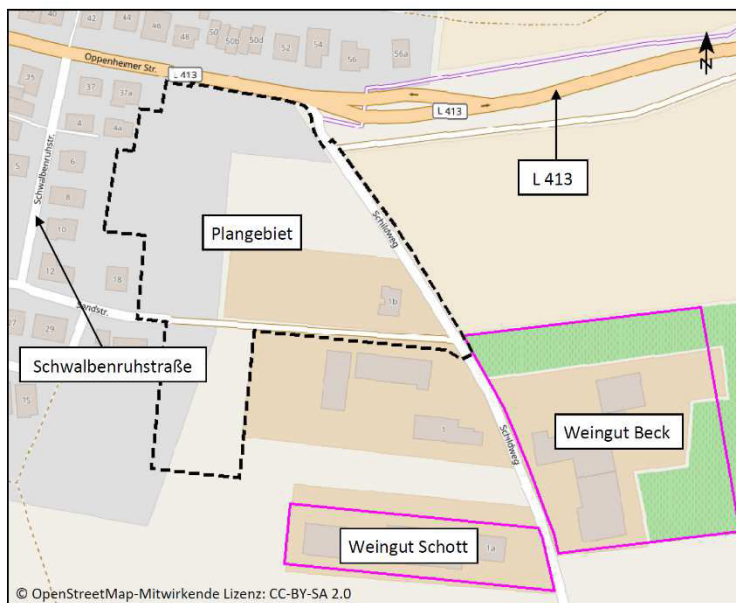 40
42
44
46
48
50
50b
50d
52
54
56
56a
Oppenheimer Str.
L 413
N
35
37
37a
4
4a
L 413
L 413
Schwalbenruhstr.
5
6
8
Plangebiet
Schildweg
10
12
18
1b
Sandstr.
27
29
Schwalbenruhstraße
Weingut Beck
15
1
Schildweg
Weingut Schott
1a
© OpenStreetMap-Mitwirkende Lizenz: CC-BY-SA 2.0